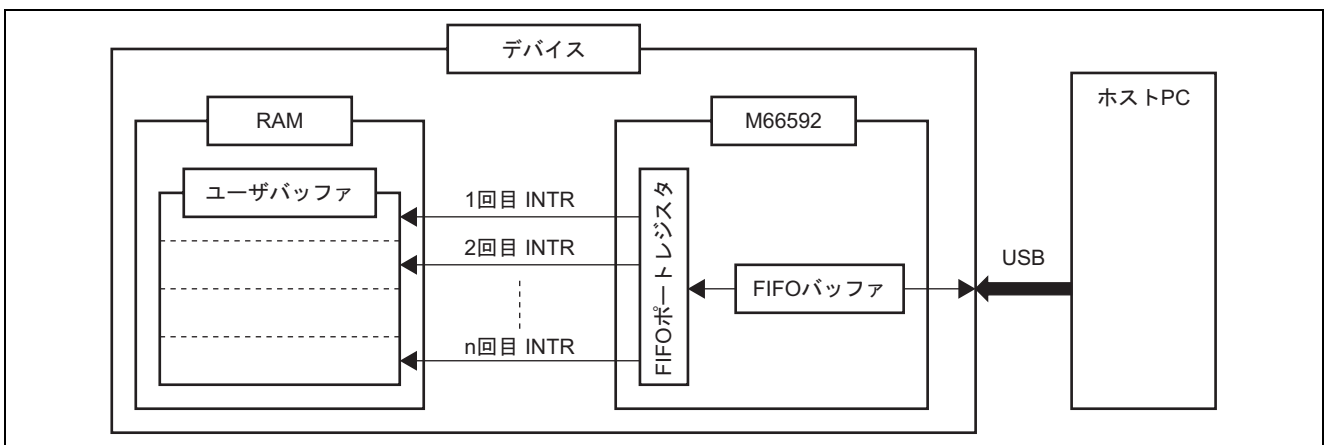 デバイス
RAM
M66592
ホストPC
ユーザバッファ
1回目 INTR
2回目 INTR
n回目 INTR
FIFOポートレジスタ
FIFOバッファ
USB